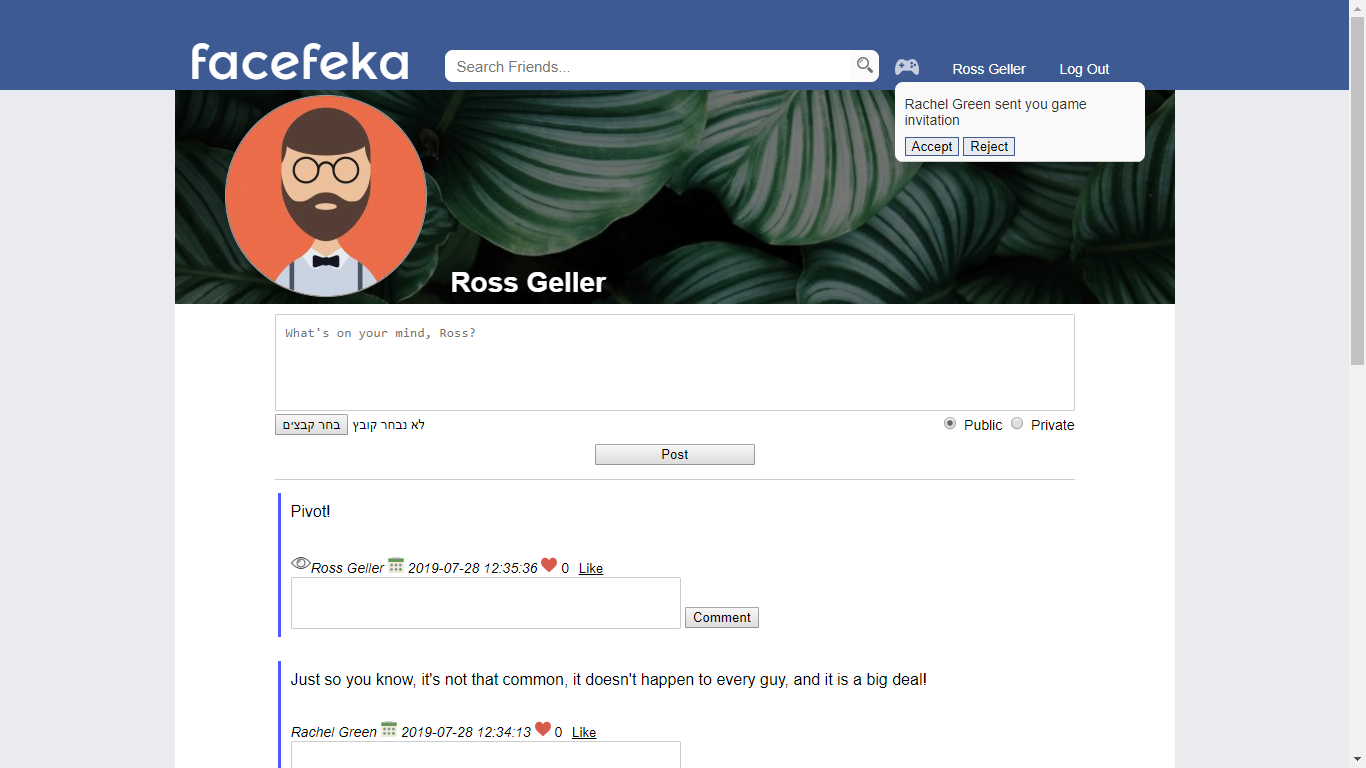 facefeka
Search Friends...
Ross Geller
Log Out
Rachel Green sent you game
invitation
Accept Reject
Ross Geller
What's on your mind, Ross?
בחר קבצים לא נבחר קובץ
Public Private
Post
Pivot!
Ross Geller 2019-07-28 12:35:36 0 Like
Comment
Just so you know, it's not that common, it doesn't happen to every guy, and it is a big deal!
Rachel Green 2019-07-28 12:34:13 0 Like